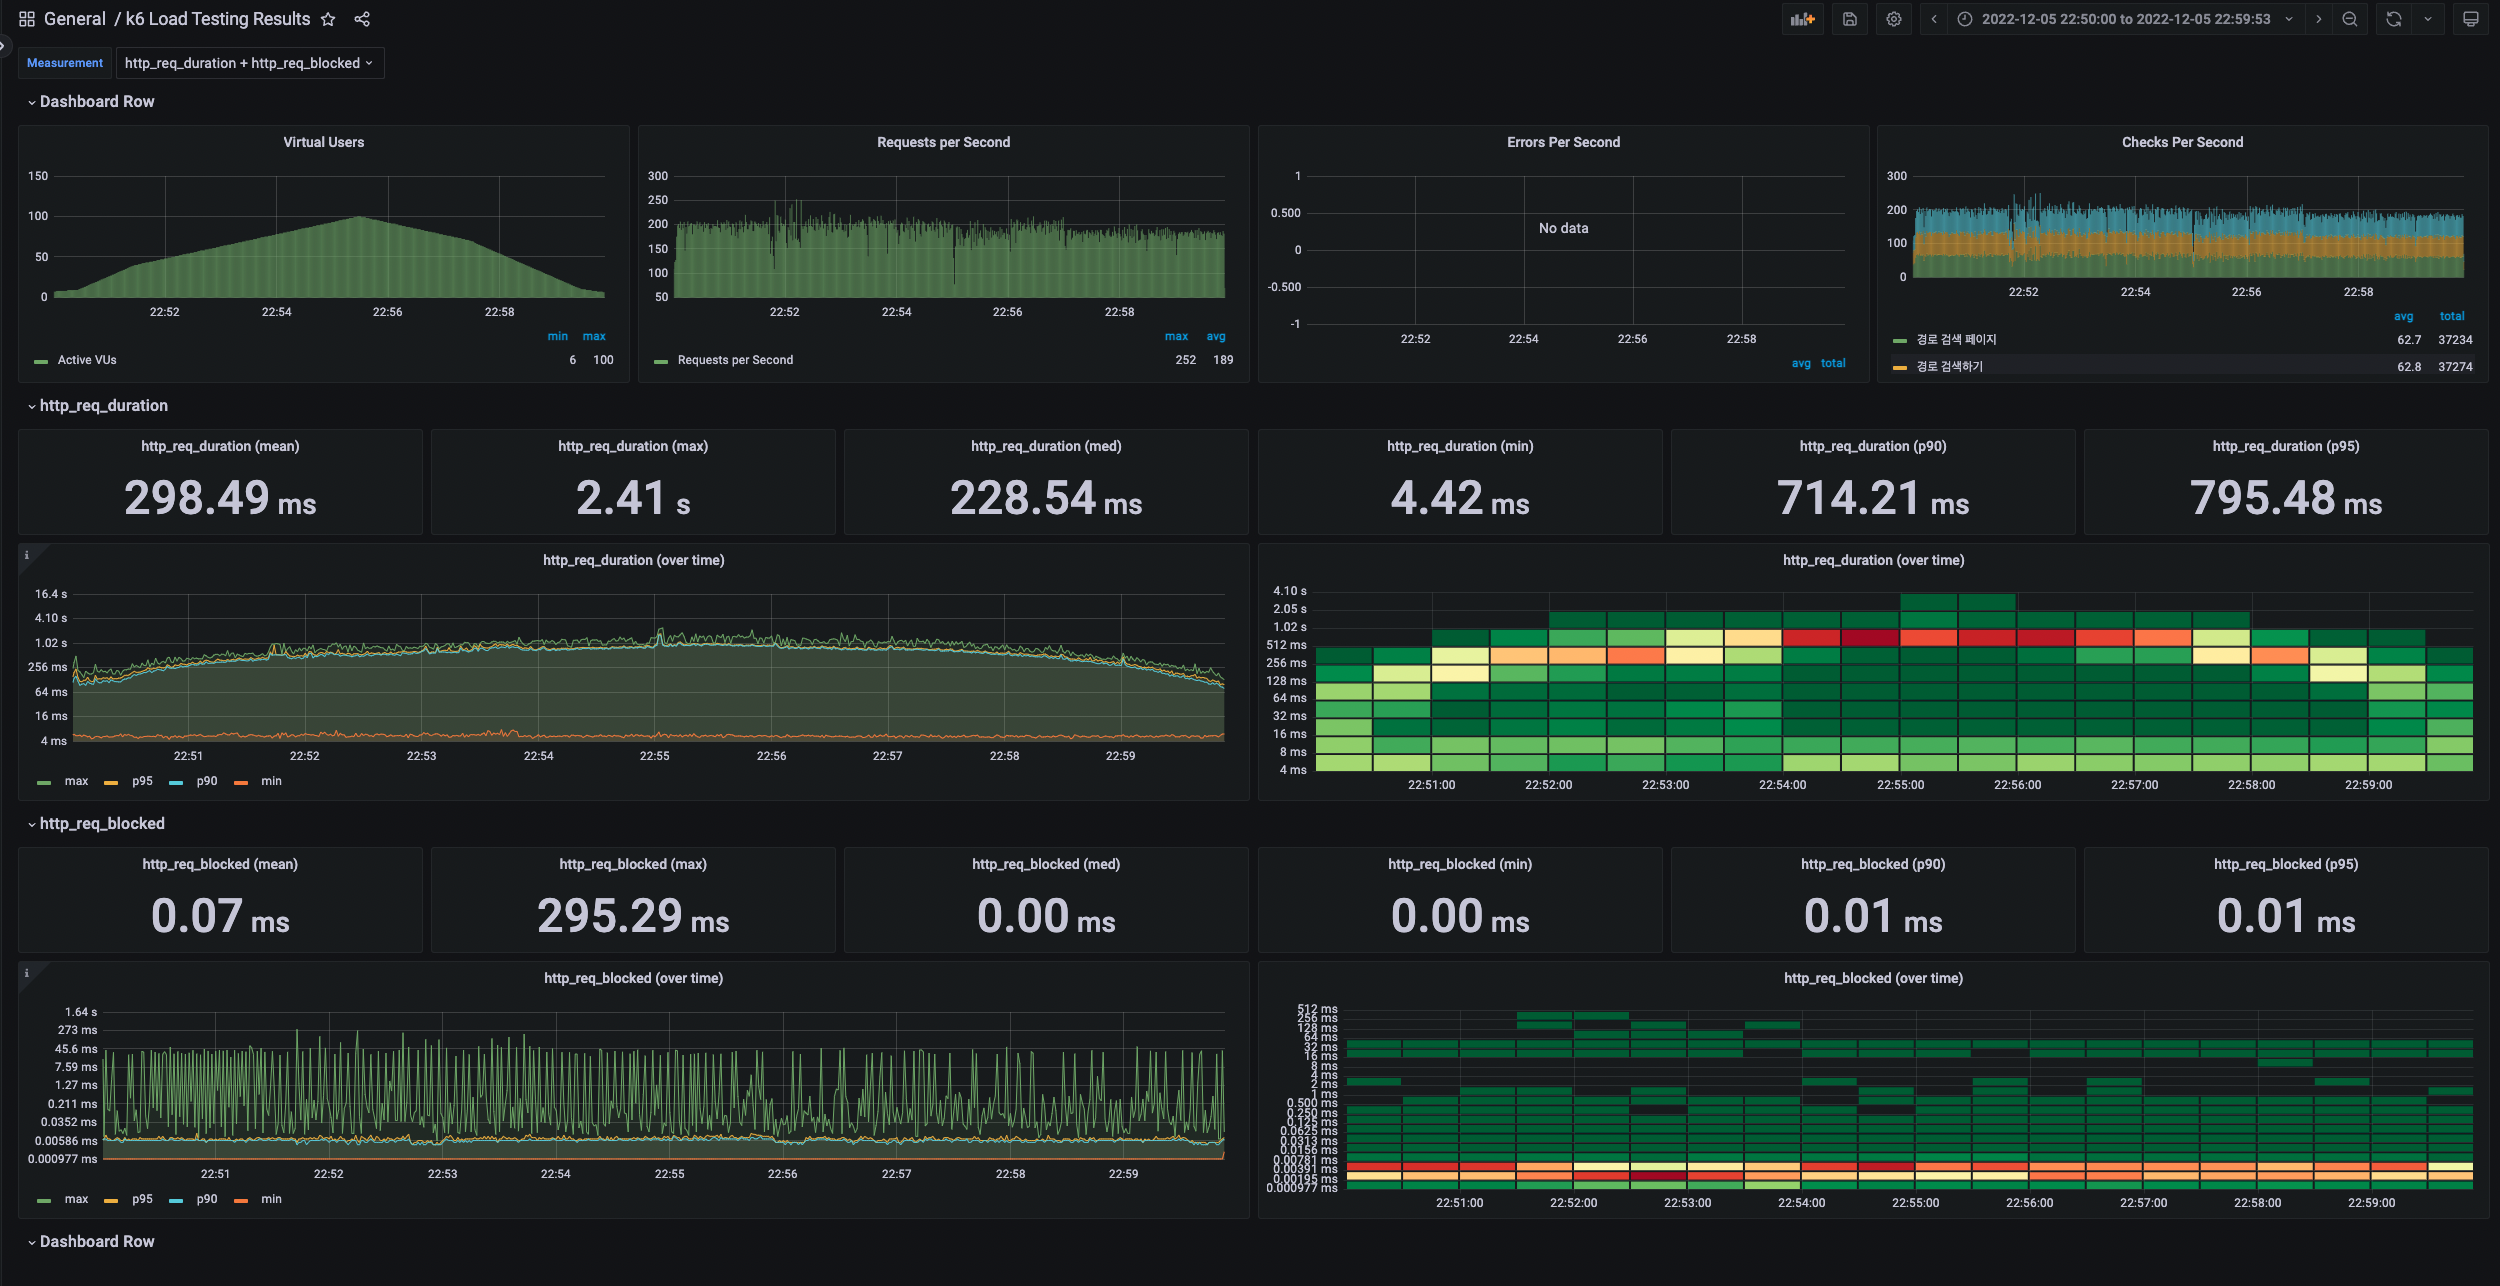 General / k6 Load Testing Results
2022-12-05 22:50:00 to 2022-12-05 22:59:53
Measurement http_req_duration + http_req_blocked
Dashboard Row
Virtual Users
150
100
50
0
22:52 22:54 22:56 22:58
min max
Active VUs 6 100
Requests per Second
300
250
200
150
100
50
22:52 22:54 22:56 22:58
max avg
Requests per Second 252 189
Errors Per Second
1
0.500
0
-0.500
-1
No data
22:52 22:54 22:56 22:58
avg total
Checks Per Second
300
200
100
0
22:52 22:54 22:56 22:58
avg total
경로 검색 페이지 62.7 37234
경로 검색하기 62.8 37274
http_req_duration
http_req_duration (mean)
298.49 ms
http_req_duration (max)
2.41 s
http_req_duration (med)
228.54 ms
http_req_duration (min)
4.42 ms
http_req_duration (p90)
714.21 ms
http_req_duration (p95)
795.48 ms
i
http_req_duration (over time)
16.4 s
4.10 s
1.02 s
256 ms
64 ms
16 ms
4 ms
22:51 22:52 22:53 22:54 22:55 22:56 22:57 22:58 22:59
max p95 p90 min
http_req_duration (over time)
4.10 s
2.05 s
1.02 s
512 ms
256 ms
128 ms
64 ms
32 ms
16 ms
8 ms
4 ms
22:51:00 22:52:00 22:53:00 22:54:00 22:55:00 22:56:00 22:57:00 22:58:00 22:59:00
http_req_blocked
http_req_blocked (mean)
0.07 ms
http_req_blocked (max)
295.29 ms
http_req_blocked (med)
0.00 ms
http_req_blocked (min)
0.00 ms
http_req_blocked (p90)
0.01 ms
http_req_blocked (p95)
0.01 ms
i
http_req_blocked (over time)
1.64 s
273 ms
45.6 ms
7.59 ms
1.27 ms
0.211 ms
0.0352 ms
0.00586 ms
0.000977 ms
22:51 22:52 22:53 22:54 22:55 22:56 22:57 22:58 22:59
max p95 p90 min
http_req_blocked (over time)
512 ms
256 ms
128 ms
64 ms
32 ms
16 ms
8 ms
4 ms
2 ms
1 ms
0.500 ms
0.250 ms
0.125 ms
0.0625 ms
0.0313 ms
0.0156 ms
0.00781 ms
0.00391 ms
0.00195 ms
0.000977 ms
22:51:00 22:52:00 22:53:00 22:54:00 22:55:00 22:56:00 22:57:00 22:58:00 22:59:00
Dashboard Row